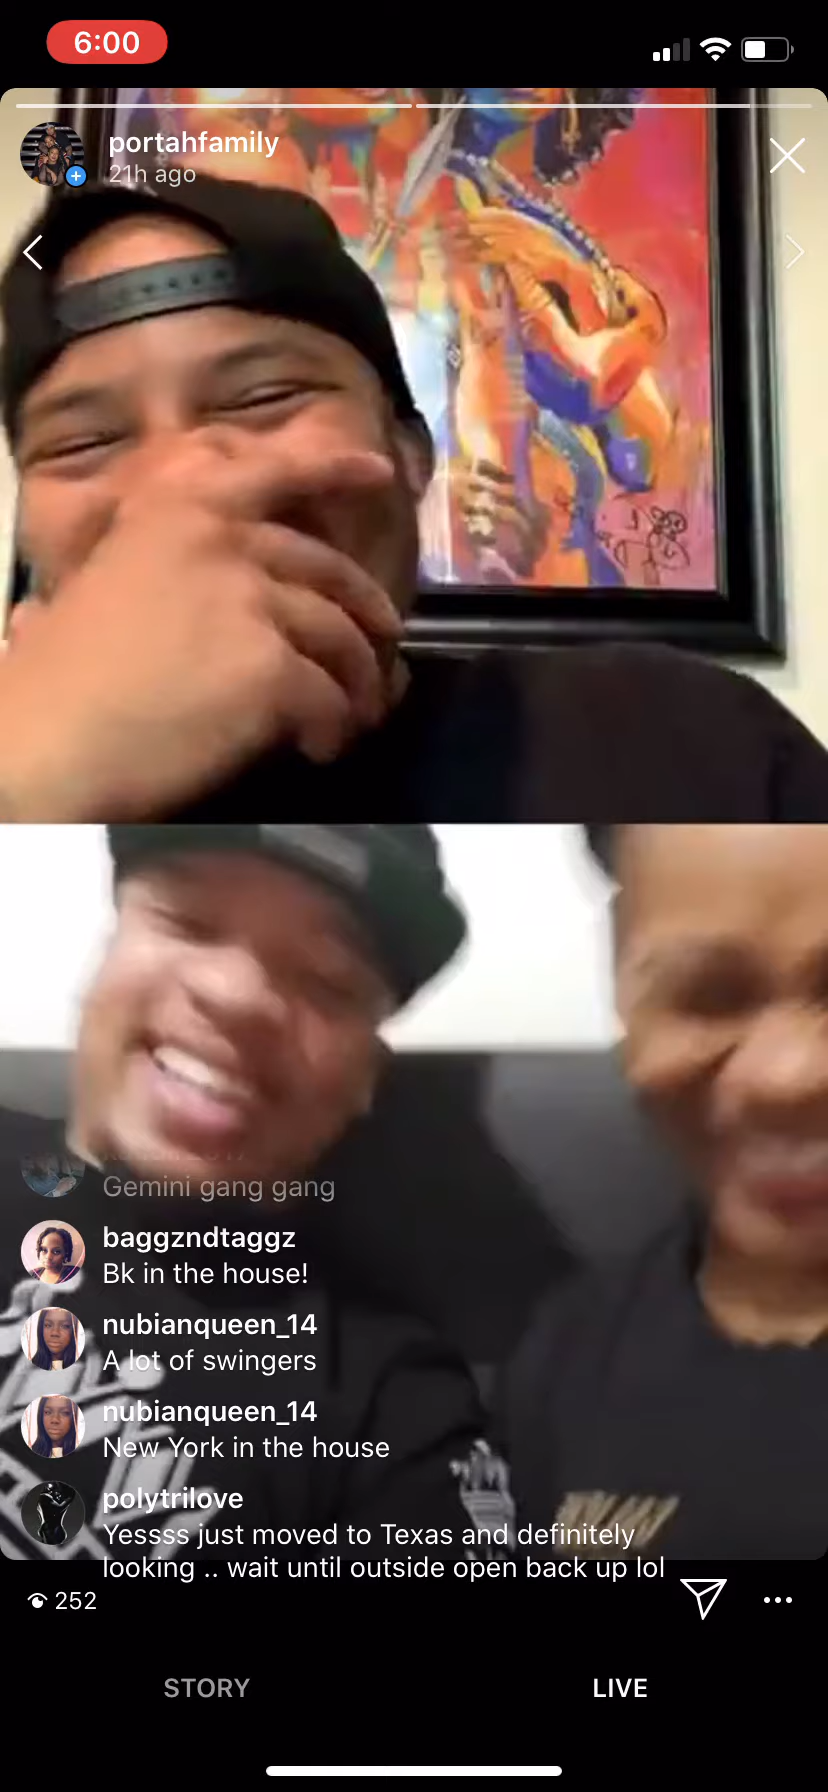 6:00
portahfamily
21h ago
Gemini gang gang
baggzndtaggz
Bk in the house!
nubianqueen_14
A lot of swingers
nubianqueen_14
New York in the house
polytrilove
Yessss just moved to Texas and definitely
looking .. wait until outside open back up lol
252
STORY
LIVE